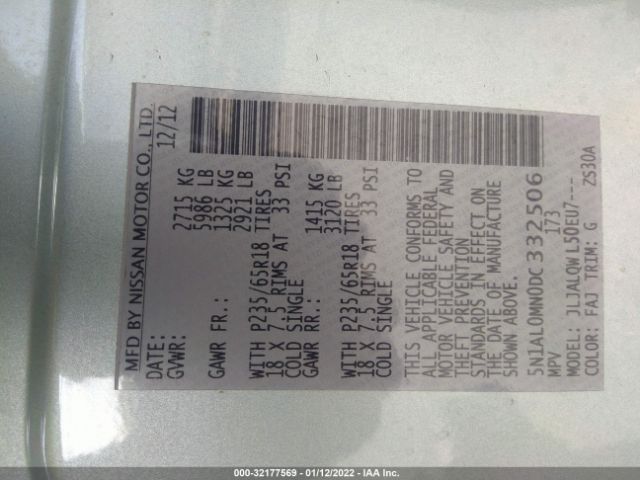 MFD BY NISSAN MOTOR CO., LTD.
DATE: 12/12
GVWR: 2715 KG
5986 LB
GAWR FR.: 1325 KG
2921 LB
WITH P235/65R18 TIRES
18 X 7.5 RIMS AT 33 PSI
COLD SINGLE
GAWR RR.: 1415 KG
3120 LB
WITH P235/65R18 TIRES
18 X 7.5 RIMS AT 33 PSI
COLD SINGLE
THIS VEHICLE CONFORMS TO
ALL APPLICABLE FEDERAL
MOTOR VEHICLE SAFETY AND
THEFT PREVENTION
STANDARDS IN EFFECT ON
THE DATE OF MANUFACTURE
SHOWN ABOVE.
5N1AL0MN0DC332506
MPV 173
MODEL: JLJALQWL50EU7---
COLOR: FAJ TRIM: G ZS30A
000-32177569 - 01/12/2022 - IAA Inc.